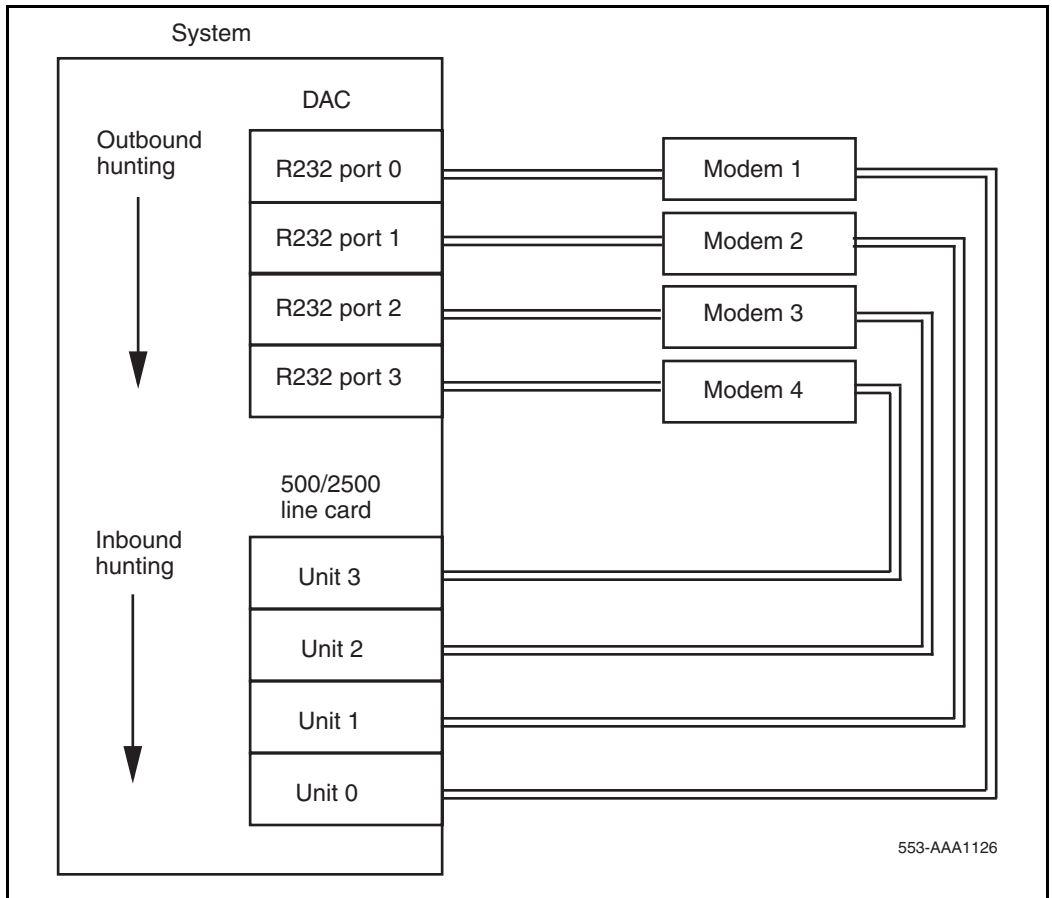 System
DAC
Outbound
hunting
R232 port 0
Modem 1
R232 port 1
Modem 2
R232 port 2
Modem 3
R232 port 3
Modem 4
500/2500
line card
Inbound
hunting
Unit 3
Unit 2
Unit 1
Unit 0
553-AAA1126